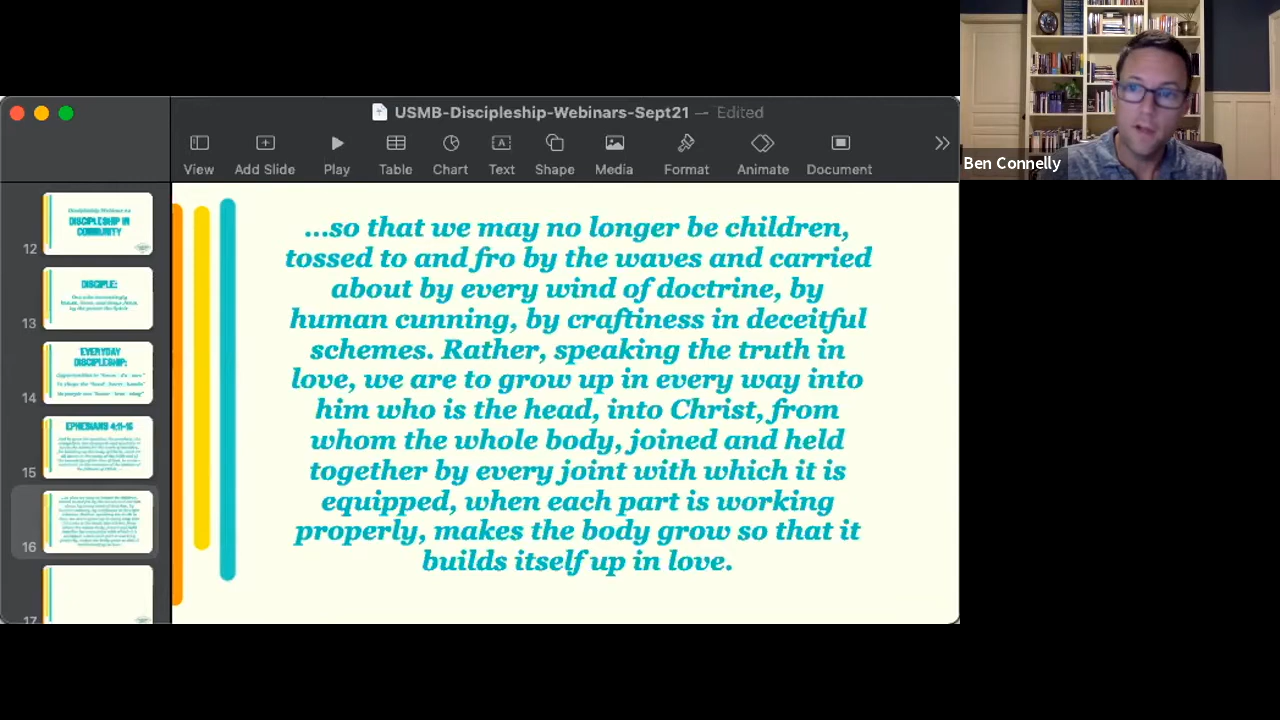 USMB-Discipleship-Webinars-Sept21 — Edited
View
Add Slide
Play
Table
Chart
Text
Shape
Media
Format
Animate
Document
Ben Connelly
12
DISCIPLESHIP IN
COMMUNITY
13
DISCIPLE:
14
EVERYDAY
DISCIPLESHIP:
15
EPHESIANS 4:11-16
16
17
...so that we may no longer be children,
tossed to and fro by the waves and carried
about by every wind of doctrine, by
human cunning, by craftiness in deceitful
schemes. Rather, speaking the truth in
love, we are to grow up in every way into
him who is the head, into Christ, from
whom the whole body, joined and held
together by every joint with which it is
equipped, when each part is working
properly, makes the body grow so that it
builds itself up in love.